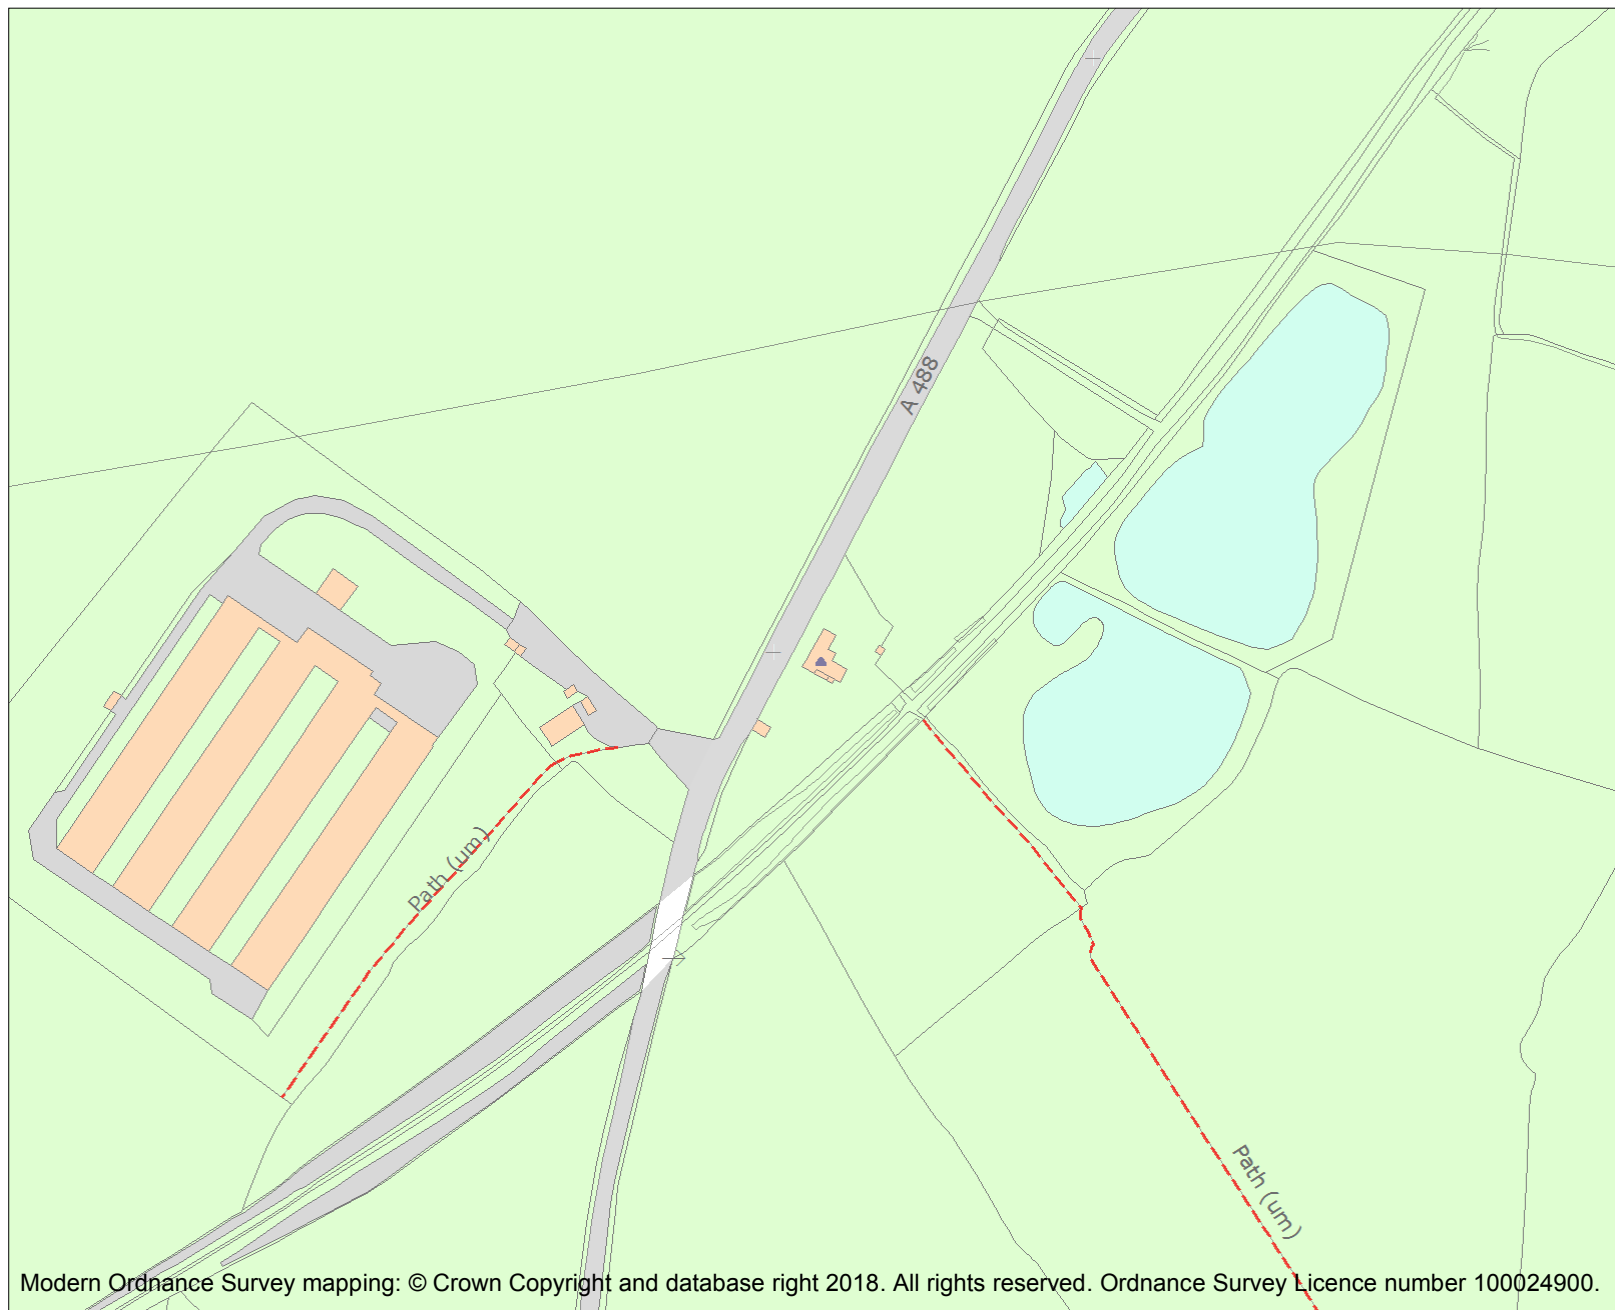 A 488
Path (um)
Path (um)
Modern Ordnance Survey mapping: © Crown Copyright and database right 2018. All rights reserved. Ordnance Survey Licence number 100024900.